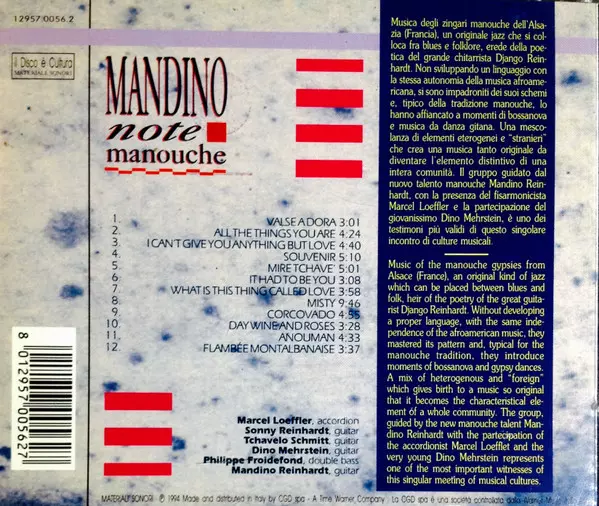 12957 0056.2
il Disco è Cultura
MATERIALI SONORI
MANDINO
note
manouche
1. VALSE A DORA 3:01
2. ALL THE THINGS YOU ARE 4:24
3. I CAN'T GIVE YOU ANYTHING BUT LOVE 4:40
4. SOUVENIR 5:10
5. MIRE TCHAVE' 5:01
6. IT HAD TO BE YOU 3:01
7. WHAT IS THIS THING CALLED LOVE 3:58
8. MISTY 9:46
9. CORCOVADO 4:55
10. DAY WINE AND ROSES 3:28
11. ANOUMAN 4:33
12. FLAMBÉE MONTALBANAISE 3:37
Marcel Loeffler, accordion
Sonny Reinhardt, guitar
Tchavelo Schmitt, guitar
Dino Mehrstein, guitar
Philippe Froidefond, double bass
Mandino Reinhardt, guitar
8 012957 005627
Musica degli zingari manouche dell'Alsa-
zia (Francia), un originale jazz che si col-
loca fra blues e folklore, erede della poe-
tica del grande chitarrista Django Rein-
hardt. Non sviluppando un linguaggio con
la stessa autonomia della musica afroame-
ricana, si sono impadroniti dei suoi schemi
e, tipico della tradizione manouche, lo
hanno affiancato a momenti di bossanova
e musica da danza gitana. Una mesco-
lanza di elementi eterogenei e "stranieri"
che crea una musica tanto originale da
diventare l'elemento distintivo di una
intera comunità. Il gruppo guidato dal
nuovo talento manouche Mandino Rein-
hardt, con la presenza del fisarmonicista
Marcel Loeffler e la partecipazione del
giovanissimo Dino Mehrstein, è uno dei
testimoni più validi di questo singolare
incontro di culture musicali.
Music of the manouche gypsies from
Alsace (France), an original kind of jazz
which can be placed between blues and
folk, heir of the poetry of the great guita-
rist Django Reinhardt. Without developing
a proper language, with the same inde-
pendence of the afroamerican music, they
mastered its pattern and, typical for the
manouche tradition, they introduce
moments of bossanova and gypsy dances.
A mix of heterogenous and "foreign"
which gives birth to a music so original
that it becomes the characteristical ele-
ment of a whole community. The group,
guided by the new manouche talent Man-
dino Reinhardt with the partecipation of
the accordionist Marcel Loefflet and the
very young Dino Mehrstein represents
one of the most important witnesses of
this singular meeting of musical cultures.
MATERIALI SONORI ℗ 1994 Made and distributed in Italy by CGD spa - A Time Warner Company - La CGD spa è una società controllata dalla